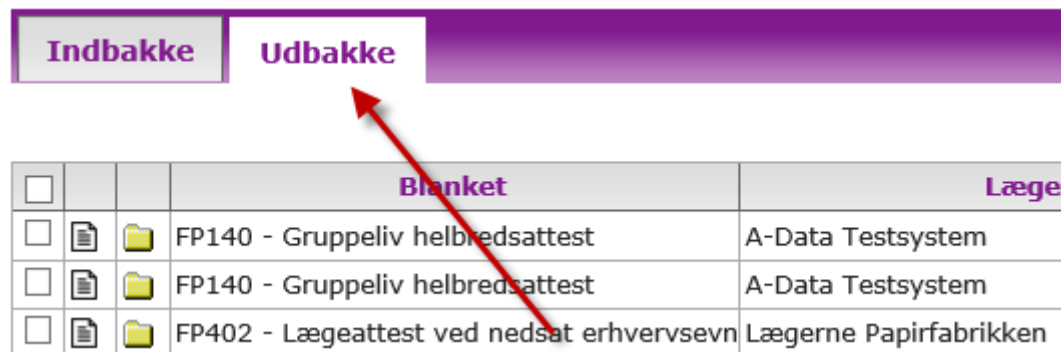 Indbakke Udbakke
Blanket Læge
FP140 - Gruppeliv helbredsattest A-Data Testsystem
FP140 - Gruppeliv helbredsattest A-Data Testsystem
FP402 - Lægeattest ved nedsat erhvervsevn Lægerne Papirfabrikken